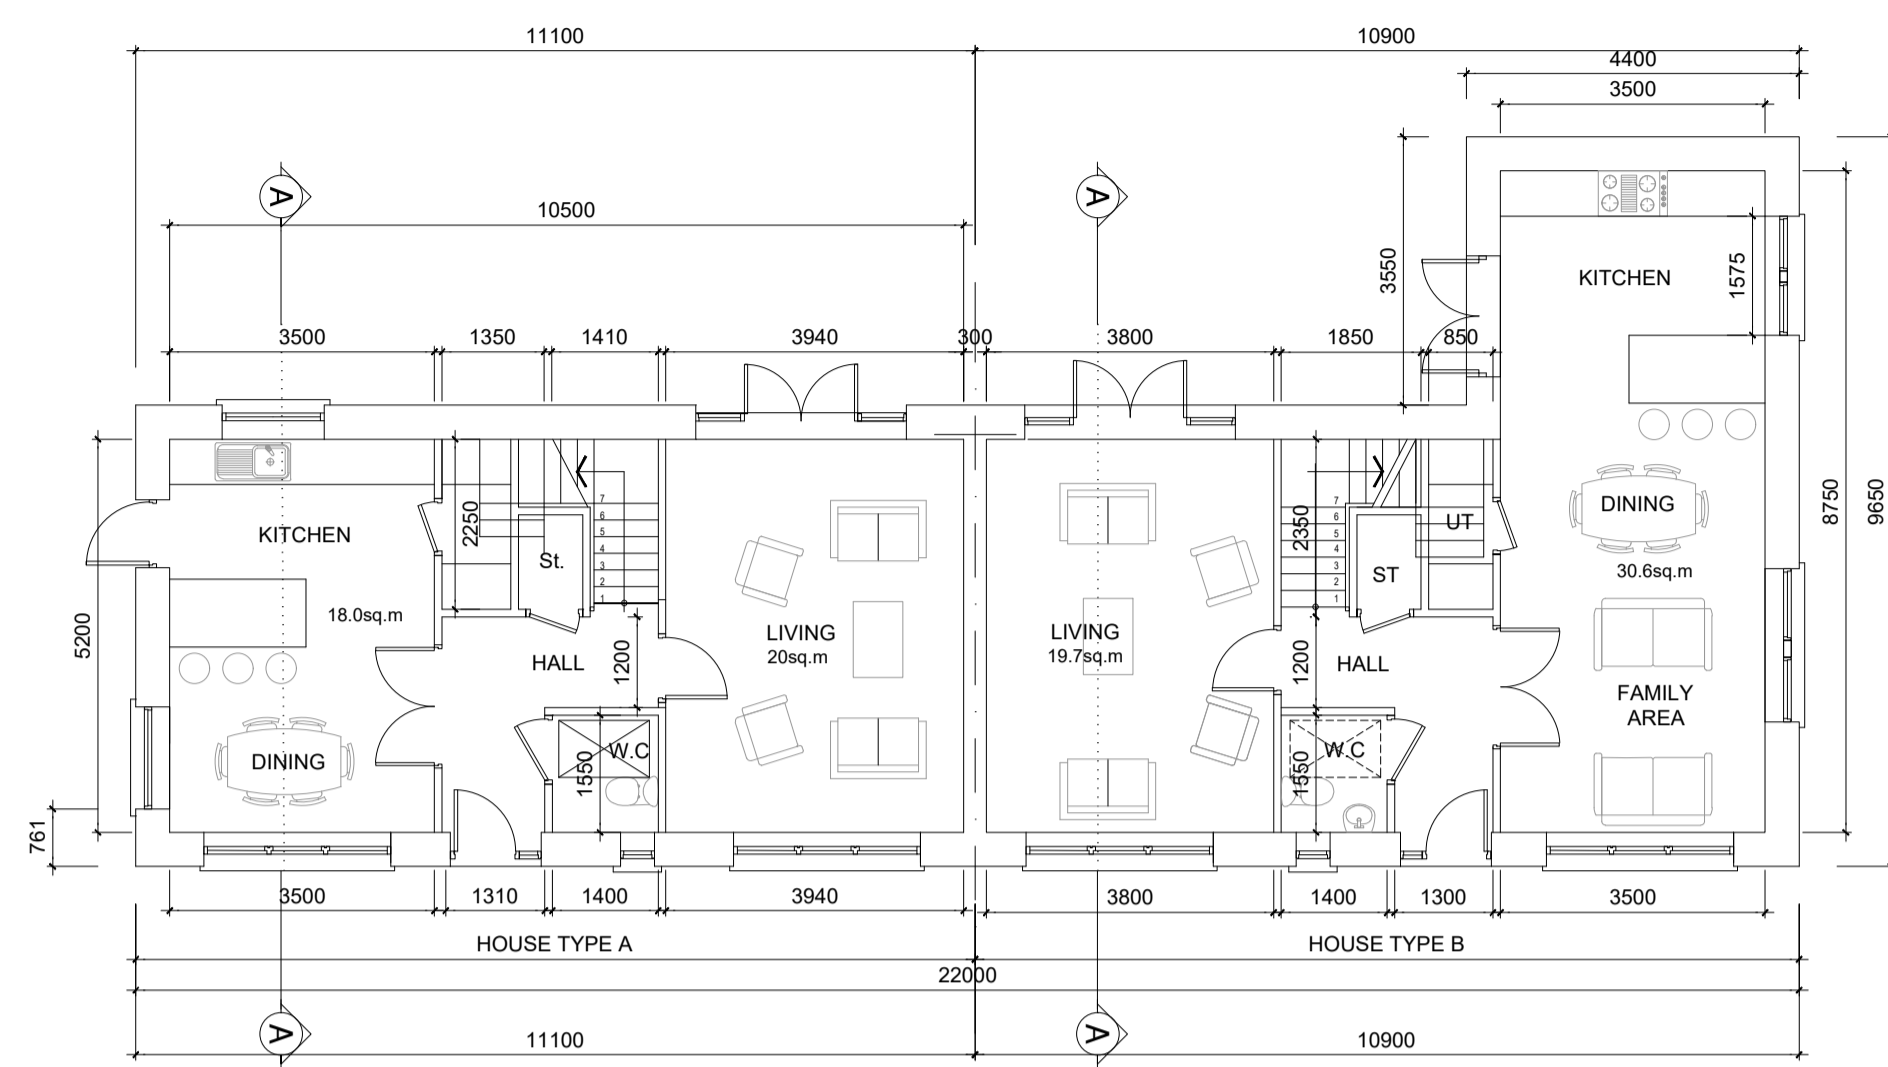 11100
10900
4400
3500
A
A
10500
3550
3500
1350
1410
3940
300
3800
1850
850
KITCHEN
1575
8750
9650
5200
761
2250
7
6
5
4
3
2
1
2350
7
6
5
4
3
2
1
UT
DINING
30.6sq.m
KITCHEN
St.
ST
18.0sq.m
LIVING
20sq.m
LIVING
19.7sq.m
HALL
1200
1200
HALL
FAMILY
AREA
DINING
W.C
1550
W.C
1550
3500
1310
1400
3940
3800
1400
1300
3500
HOUSE TYPE A
HOUSE TYPE B
22000
A
A
11100
10900